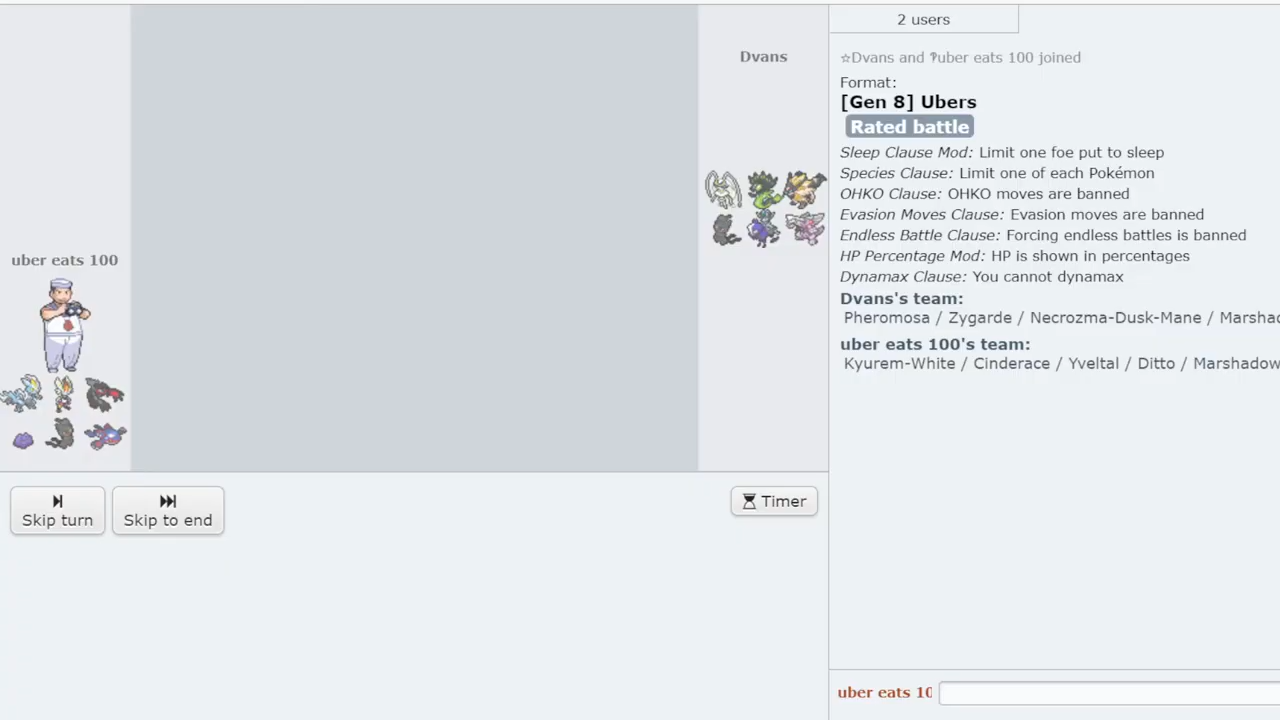 2 users
☆Dvans and ‽uber eats 100 joined
Format:
[Gen 8] Ubers
Rated battle
Sleep Clause Mod: Limit one foe put to sleep
Species Clause: Limit one of each Pokémon
OHKO Clause: OHKO moves are banned
Evasion Moves Clause: Evasion moves are banned
Endless Battle Clause: Forcing endless battles is banned
HP Percentage Mod: HP is shown in percentages
Dynamax Clause: You cannot dynamax
Dvans's team:
Pheromosa / Zygarde / Necrozma-Dusk-Mane / Marshad
uber eats 100's team:
Kyurem-White / Cinderace / Yveltal / Ditto / Marshadow
Dvans
uber eats 100
Skip turn
Skip to end
Timer
uber eats 10